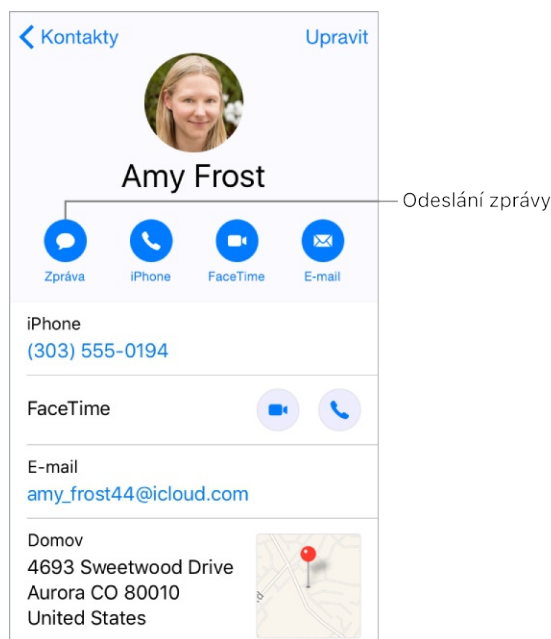 Kontakty
Upravit
Amy Frost
Odeslání zprávy
Zpráva
iPhone
FaceTime
E-mail
iPhone
(303) 555-0194
FaceTime
E-mail
amy_frost44@icloud.com
Domov
4693 Sweetwood Drive
Aurora CO 80010
United States